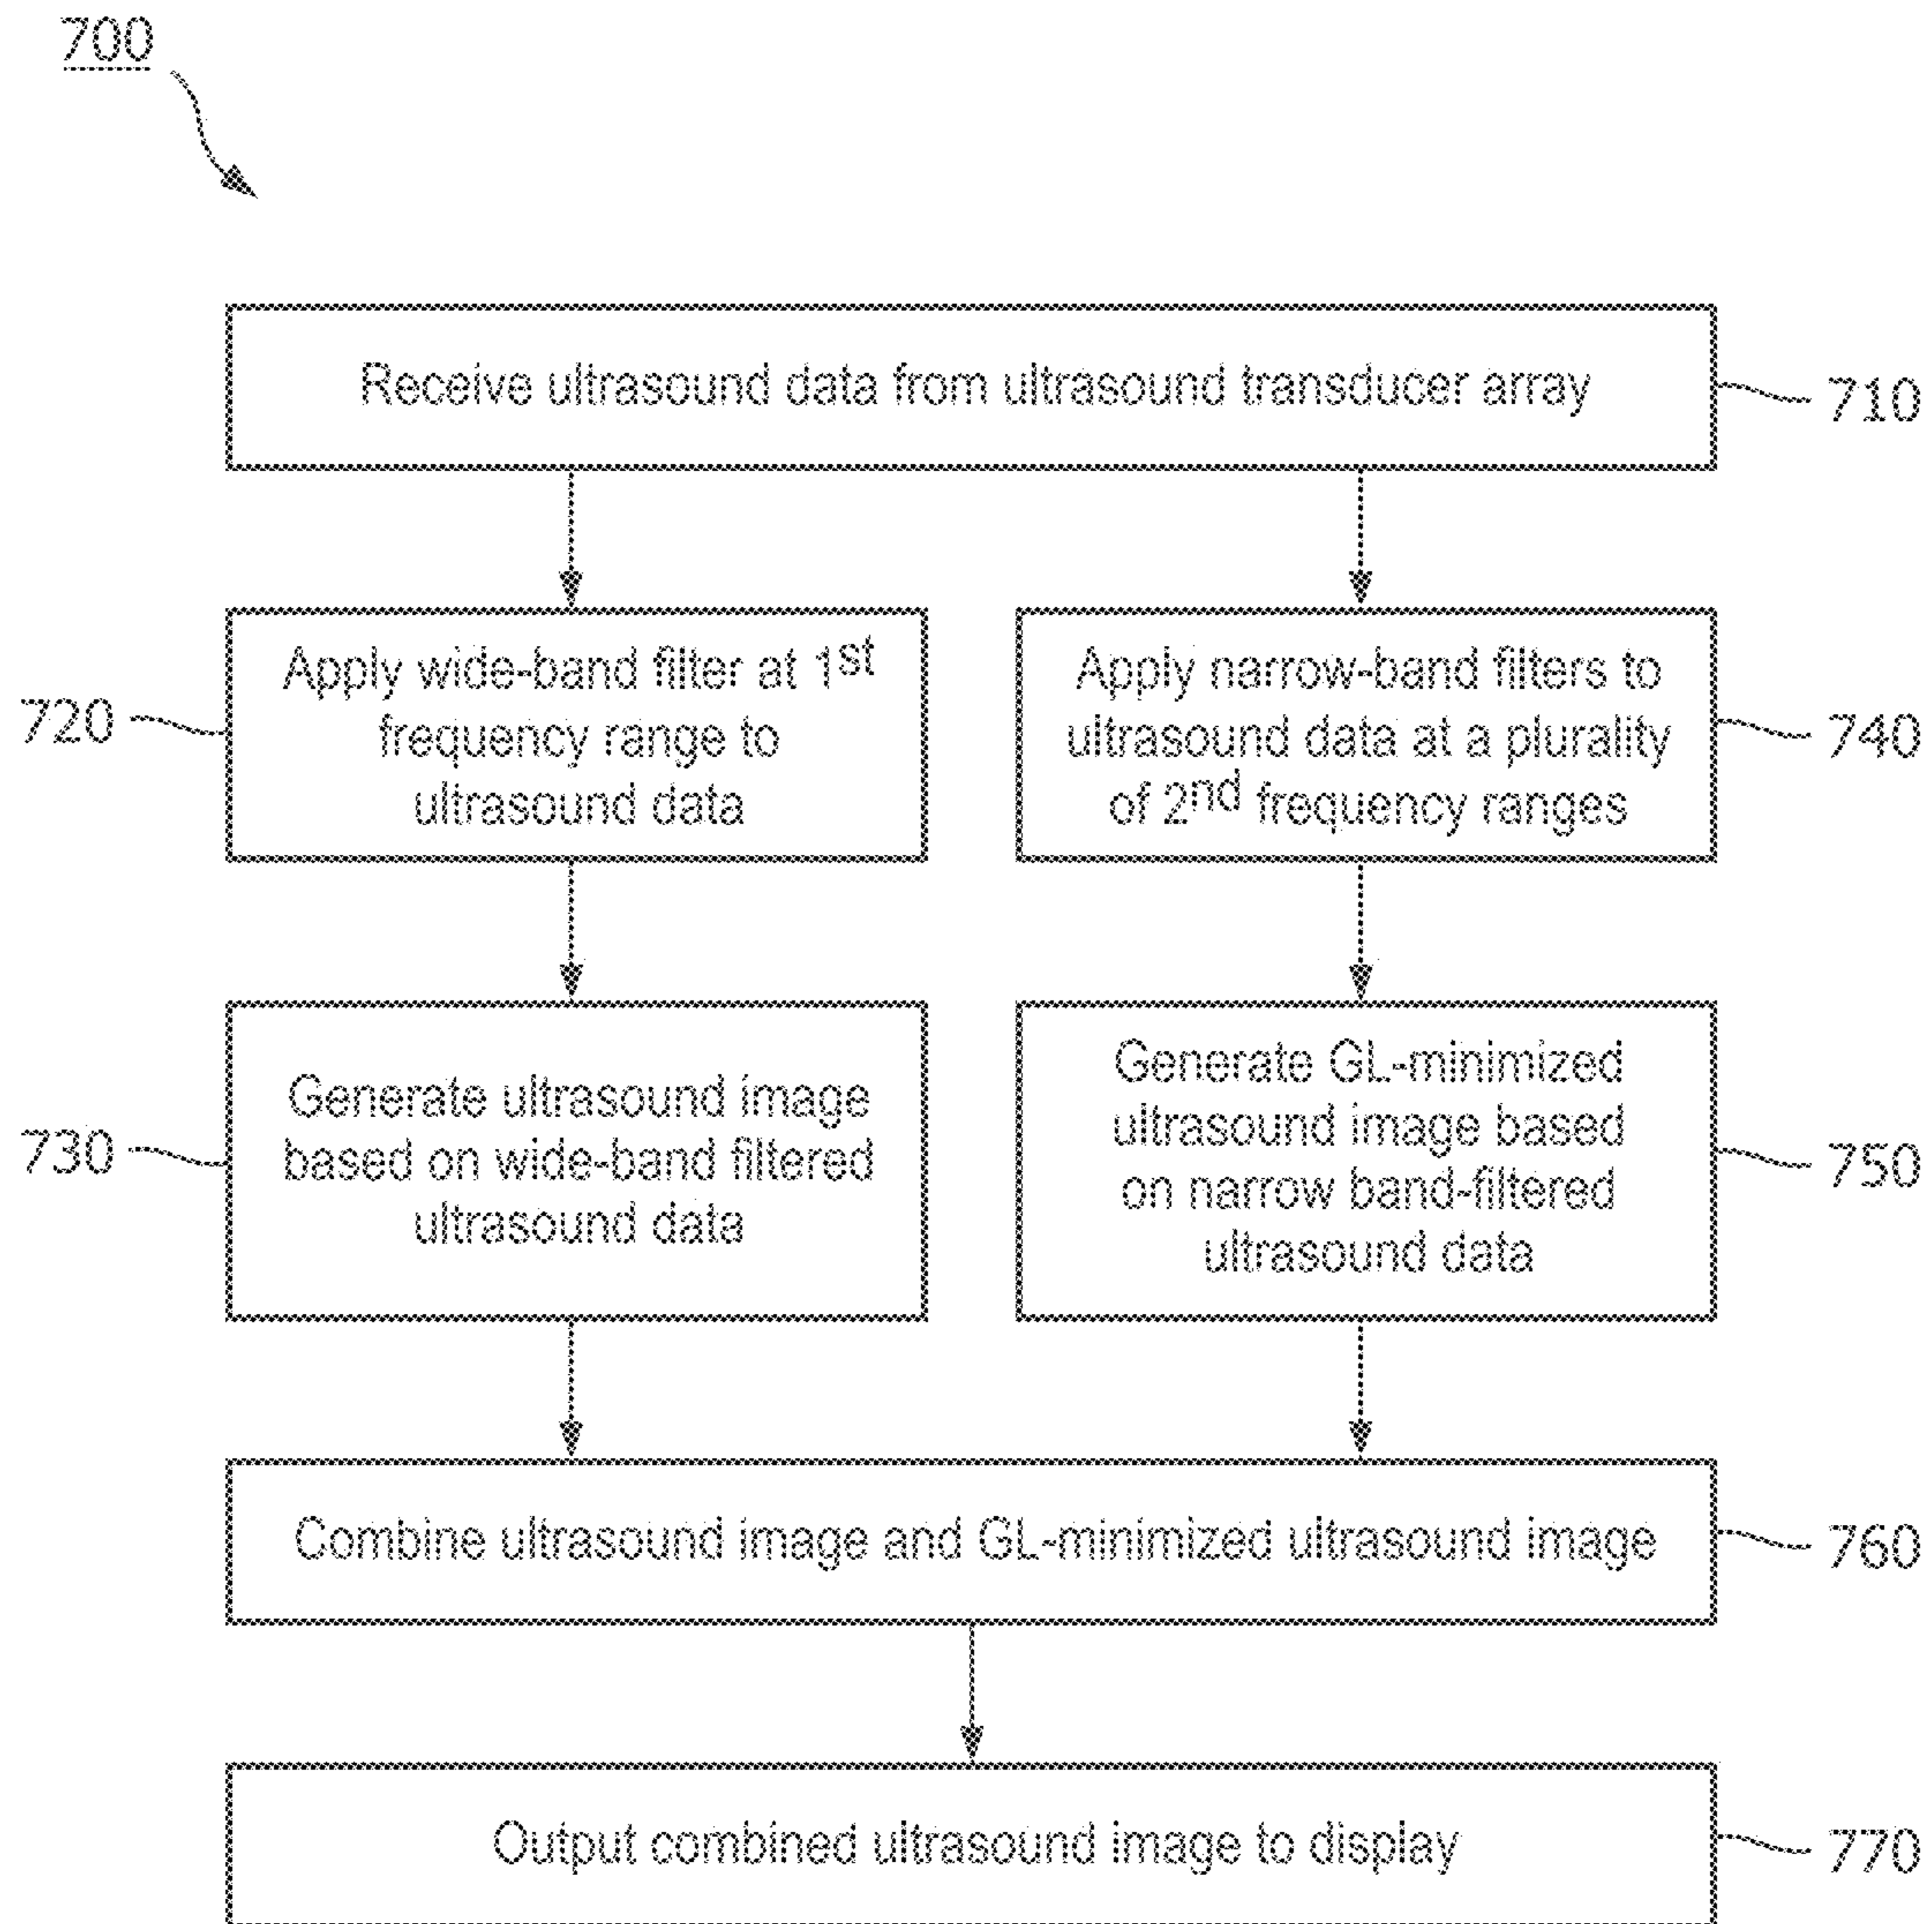 700
Receive ultrasound data from ultrasound transducer array
710
Apply wide-band filter at 1st
frequency range to
ultrasound data
720
Apply narrow-band filters to
ultrasound data at a plurality
of 2nd frequency ranges
740
Generate ultrasound image
based on wide-band filtered
ultrasound data
730
Generate GL-minimized
ultrasound image based
on narrow band-filtered
ultrasound data
750
Combine ultrasound image and GL-minimized ultrasound image
760
Output combined ultrasound image to display
770